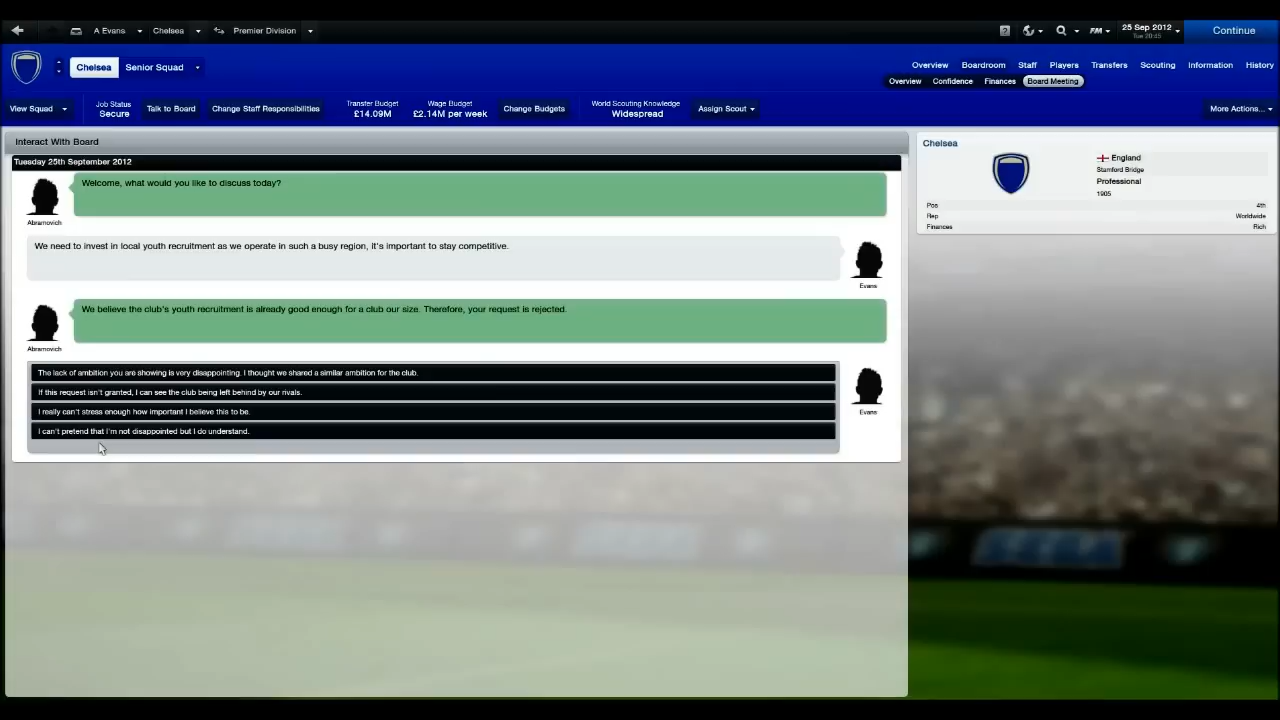 A Evans
Chelsea
Premier Division
FM
25 Sep 2012
Tue 20:45
Continue
Chelsea
Senior Squad
Overview Boardroom Staff Players Transfers Scouting Information History
Overview Confidence Finances Board Meeting
View Squad
Job Status
Secure
Talk to Board
Change Staff Responsibilities
Transfer Budget
£14.09M
Wage Budget
£2.14M per week
Change Budgets
World Scouting Knowledge
Widespread
Assign Scout
More Actions...
Interact With Board
Tuesday 25th September 2012
Welcome, what would you like to discuss today?
Abramovich
We need to invest in local youth recruitment as we operate in such a busy region, it's important to stay competitive.
Evans
We believe the club's youth recruitment is already good enough for a club our size. Therefore, your request is rejected.
Abramovich
The lack of ambition you are showing is very disappointing. I thought we shared a similar ambition for the club.
If this request isn't granted, I can see the club being left behind by our rivals.
I really can't stress enough how important I believe this to be.
I can't pretend that I'm not disappointed but I do understand.
Evans
Chelsea
England
Stamford Bridge
Professional
1905
Pos 4th
Rep Worldwide
Finances Rich